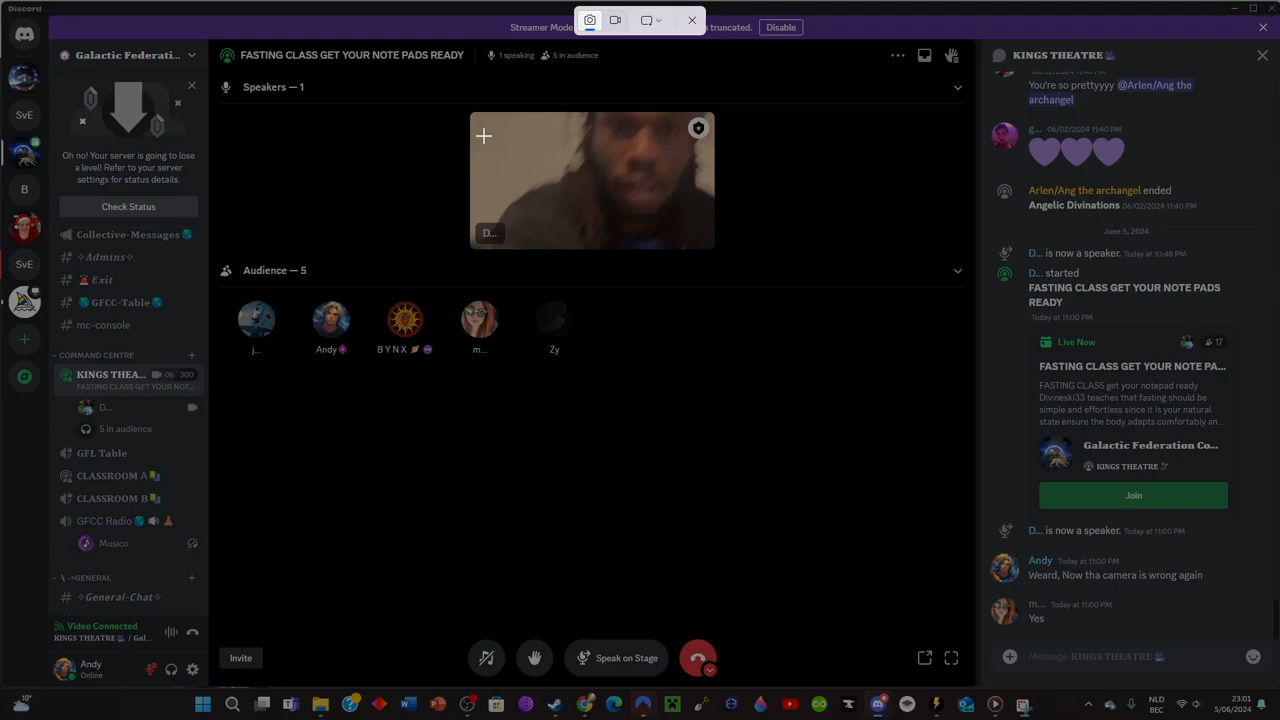 Discord
Streamer Mode
truncated.
Disable
Galactic Federati...
Oh no! Your server is going to lose
a level! Refer to your server
settings for status details.
Check Status
SvE
B
SvE
Collective-Messages
✧Admins✧
Exit
GFCC-Table
mc-console
COMMAND CENTRE
KINGS THEA... 06 300
FASTING CLASS GET YOUR NOT...
D...
5 in audience
GFL Table
CLASSROOM A
CLASSROOM B
GFCC Radio
Musico
->GENERAL
✧General-Chat✧
Video Connected
KINGS THEATRE / Gal...
Andy
Online
FASTING CLASS GET YOUR NOTE PADS READY
1 speaking 5 in audience
Speakers — 1
D...
Audience — 5
j...
Andy
B Y N X
m...
Zy
Invite
Speak on Stage
KINGS THEATRE
06/02/2024 11:40 PM
You're so prettyyyy @Arlen/Ang the
archangel
g... 06/02/2024 11:40 PM
Arlen/Ang the archangel ended
Angelic Divinations 06/02/2024 11:40 PM
June 5, 2024
D... is now a speaker. Today at 10:48 PM
D... started
FASTING CLASS GET YOUR NOTE PADS
READY
Today at 11:00 PM
Live Now 17
FASTING CLASS GET YOUR NOTE PA...
FASTING CLASS get your notepad ready
Divineski33 teaches that fasting should be
simple and effortless since it is your natural
state ensure the body adapts comfortably an...
Galactic Federation Co...
KINGS THEATRE
Join
D... is now a speaker. Today at 11:00 PM
Andy Today at 11:00 PM
Weard, Now tha camera is wrong again
m... Today at 11:00 PM
Yes
Message KINGS THEATRE
10°
NLD
BEC
23:01
5/06/2024